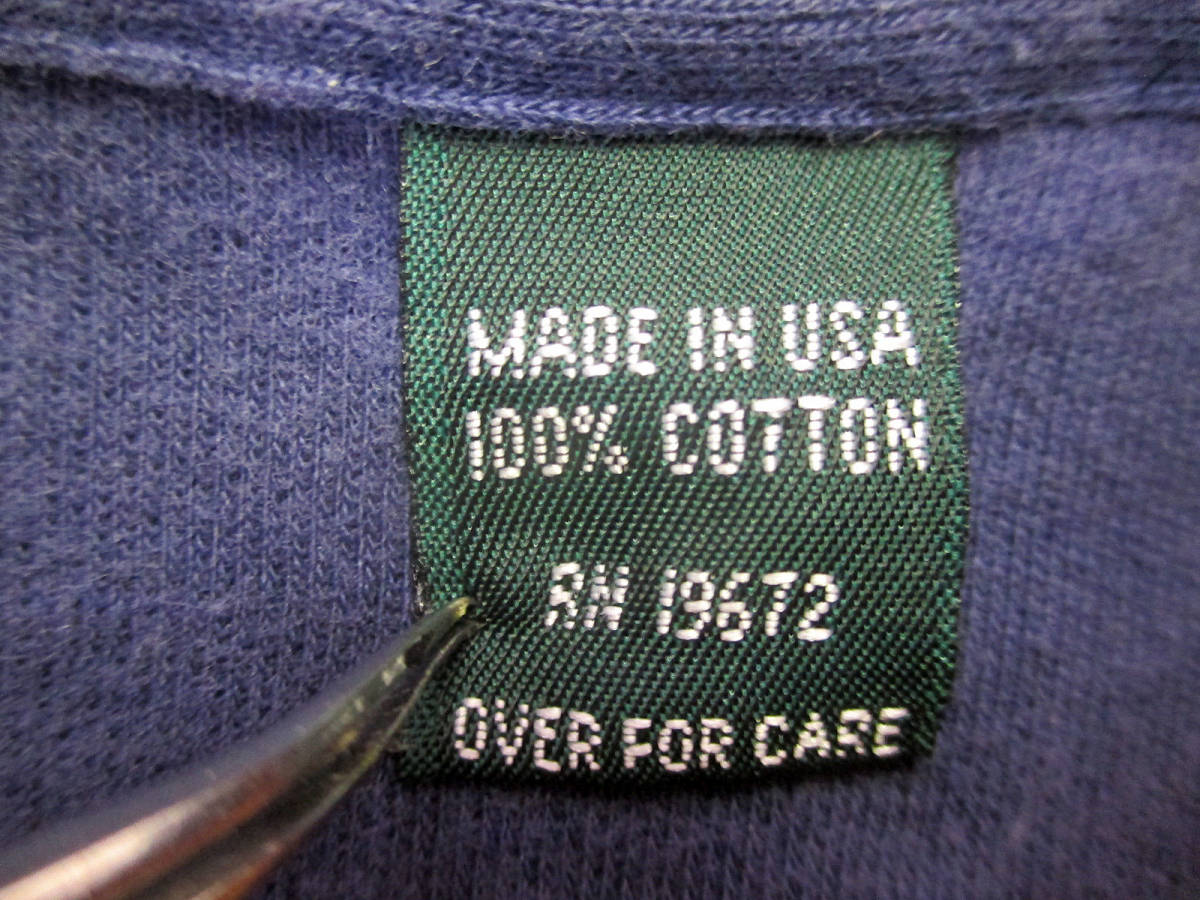 MADE IN USA
100% COTTON
RN 19672
OVER FOR CARE